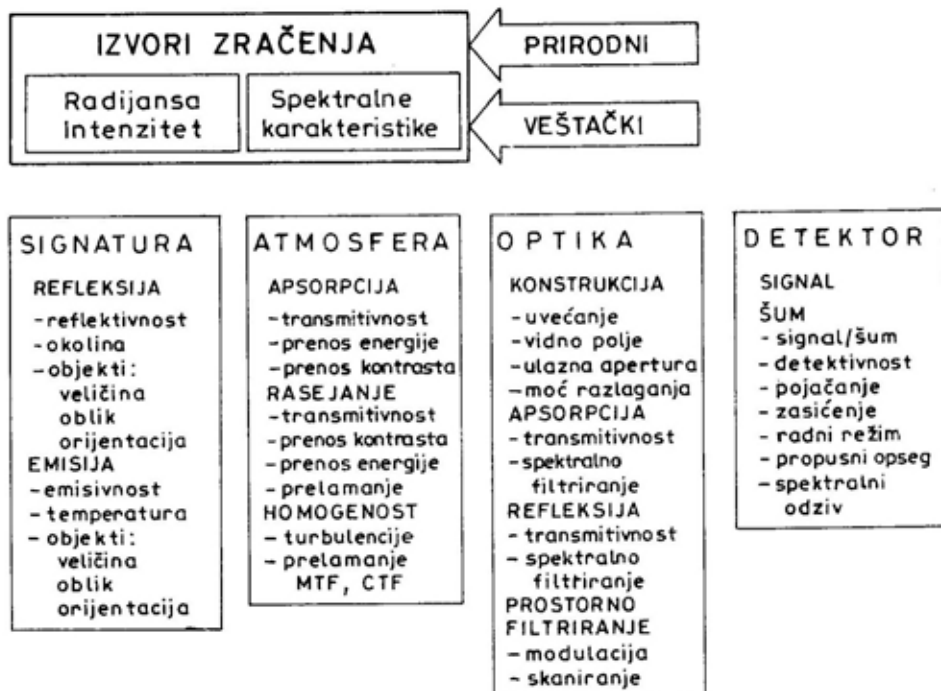 IZVORI ZRAČENJA
Radijansa
Intenzitet
Spektralne
karakteristike
PRIRODNI
VEŠTAČKI
SIGNATURA
REFLEKSIJA
-reflektivnost
-okolina
-objekti:
veličina
oblik
orijentacija
EMISIJA
-emisivnost
-temperatura
- objekti:
veličina
oblik
orijentacija
ATMOSFERA
APSORPCIJA
-transmitivnost
-prenos energije
-prenos kontrasta
RASEJANJE
-transmitivnost
-prenos kontrasta
-prenos energije
-prelamanje
HOMOGENOST
- turbulencije
- prelamanje
MTF, CTF
OPTIKA
KONSTRUKCIJA
-uvećanje
-vidno polje
-ulazna apertura
-moć razlaganja
APSORPCIJA
-transmitivnost
-spektralno
filtriranje
REFLEKSIJA
-transmitivnost
-spektralno
filtriranje
PROSTORNO
FILTRIRANJE
-modulacija
- skaniranje
DETEKTOR
SIGNAL
ŠUM
- signal/šum
-detektivnost
-pojačanje
-zasićenje
-radni režim
-propusni opseg
-spektralni
odziv